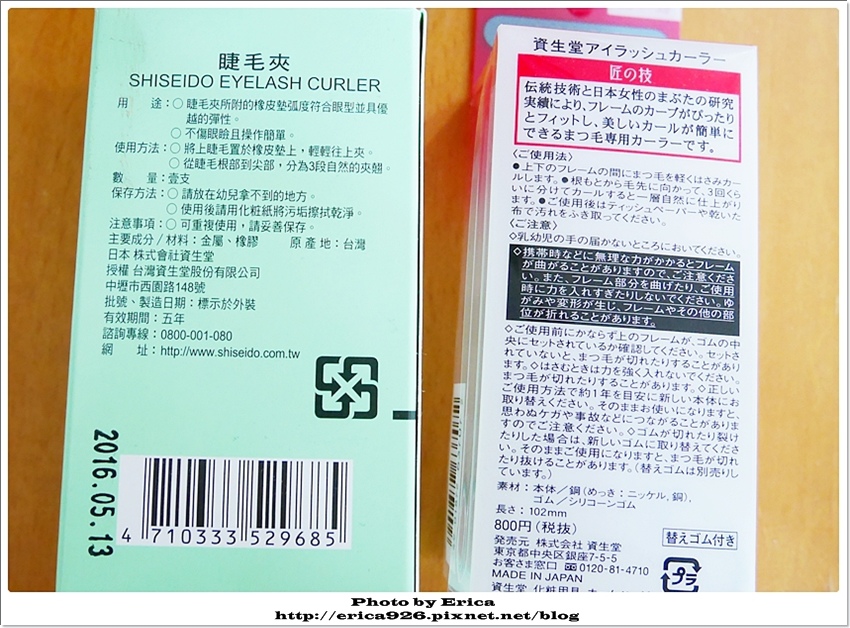 睫毛夾
SHISEIDO EYELASH CURLER
用　　途：○ 睫毛夾所附的橡皮墊弧度符合眼型並具優
越的彈性。
○ 不傷眼瞼且操作簡單。
使用方法：○ 將上睫毛置於橡皮墊上，輕輕往上夾。
○ 從睫毛根部到尖部，分為3段自然的夾翹。
數　　量：壹支
保存方法：○ 請放在幼兒拿不到的地方。
○ 使用後請用化粧紙將污垢擦拭乾淨。
注意事項：○ 可重複使用，請妥善保存。
主要成分／材料：金屬、橡膠　　原 產 地：台灣
日本 株式會社資生堂
授權 台灣資生堂股份有限公司
中壢市西園路148號
批號、製造日期：標示於外裝
有效期間：五年
諮詢專線：0800-001-080
網　　址：http://www.shiseido.com.tw
2016.05.13
4 710333 529685
資生堂アイラッシュカーラー
匠の技
伝統技術と日本女性のまぶたの研究
実績により、フレームのカーブがぴったり
とフィットし、美しいカールが簡単に
できるまつ毛専用カーラーです。
〈ご使用法〉
●上下のフレームの間にまつ毛を軽くはさみカー
ルします。●根もとから毛先に向かって、3回くら
いに分けてカールすると一層自然に仕上がり
ます。●ご使用後はティッシュペーパーや乾いた
布で汚れをふき取ってください。
〈ご注意〉
◇乳幼児の手の届かないところにおいてください。
◇携帯時などに無理な力がかかるとフレーム
が曲がることがありますので、ご注意くださ
い。また、フレーム部分を曲げたり、ご使用
時に力を入れすぎたりしないでください。ゆ
がみや変形が生じ、フレームやその他の部
位が折れることがあります。
◇ご使用前にかならず上のフレームが、ゴムの中
央にセットされているか確認してください。セットさ
れていないと、まつ毛が切れたりすることがあり
ます。◇はさむときは力を強く入れないでください。
まつ毛が切れたりすることがあります。◇正しい
ご使用方法で約1年を目安に新しい本体にお
取り替えください。そのままお使いになりますと、
思わぬケガや事故などにつながることがありま
すのでご注意ください。◇ゴムが切れたり裂け
たりした場合は、新しいゴムに取り替えてくださ
い。そのままご使用になりますと、まつ毛が切れ
たり抜けることがあります。（替えゴムは別売りし
ています。）
素材：本体／鋼（めっき：ニッケル，銅），
ゴム／シリコーンゴム
長さ：102mm
800円（税抜）
替えゴム付き
発売元 株式会社 資生堂
東京都中央区銀座7-5-5
お客さま窓口 0120-81-4710
MADE IN JAPAN
プラ
Photo by Erica
http://erica926.pixnet.net/blog